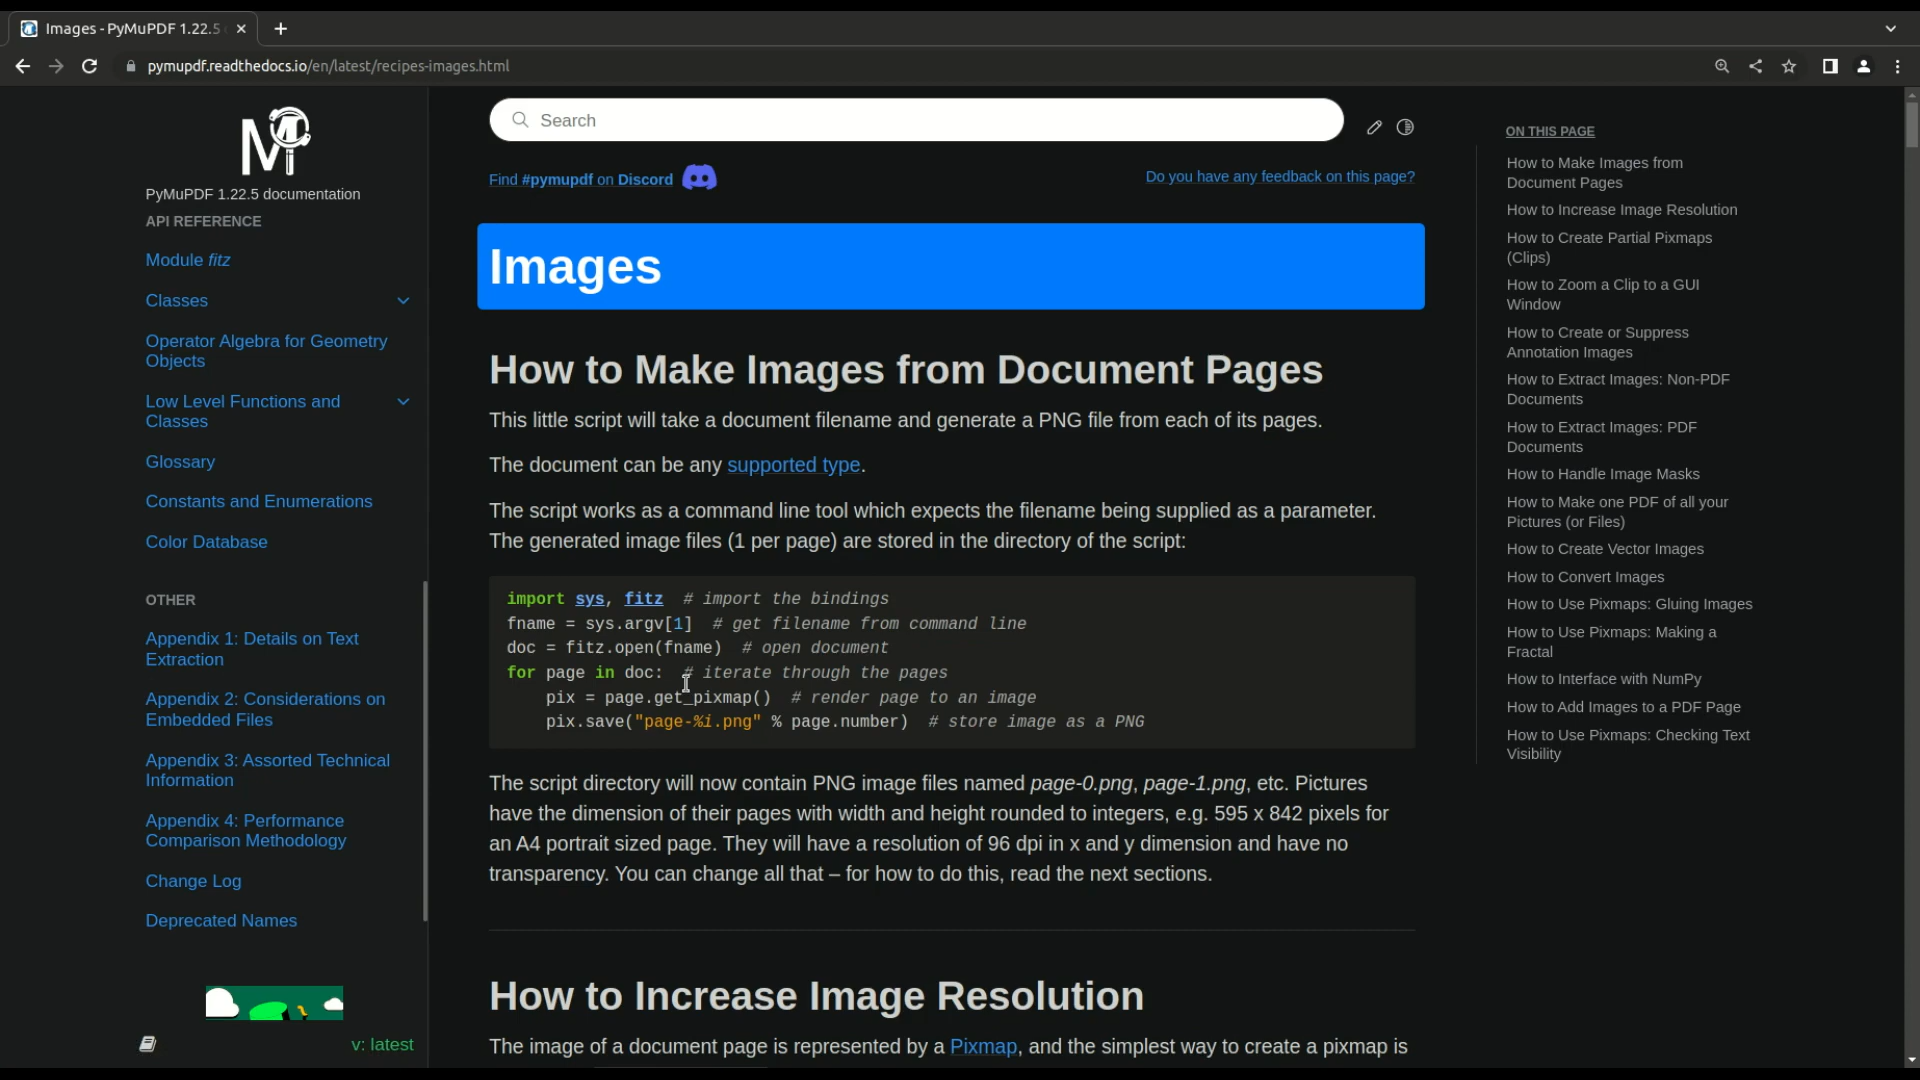 Images - PyMuPDF 1.22.5
pymupdf.readthedocs.io/en/latest/recipes-images.html
PyMuPDF 1.22.5 documentation
API REFERENCE
Module fitz
Classes
Operator Algebra for Geometry
Objects
Low Level Functions and
Classes
Glossary
Constants and Enumerations
Color Database
OTHER
Appendix 1: Details on Text
Extraction
Appendix 2: Considerations on
Embedded Files
Appendix 3: Assorted Technical
Information
Appendix 4: Performance
Comparison Methodology
Change Log
Deprecated Names
v: latest
Search
Find #pymupdf on Discord
Do you have any feedback on this page?
Images
How to Make Images from Document Pages
This little script will take a document filename and generate a PNG file from each of its pages.
The document can be any supported type.
The script works as a command line tool which expects the filename being supplied as a parameter.
The generated image files (1 per page) are stored in the directory of the script:
import sys, fitz  # import the bindings
fname = sys.argv[1]  # get filename from command line
doc = fitz.open(fname)  # open document
for page in doc:  # iterate through the pages
    pix = page.get_pixmap()  # render page to an image
    pix.save("page-%i.png" % page.number)  # store image as a PNG
The script directory will now contain PNG image files named page-0.png, page-1.png, etc. Pictures
have the dimension of their pages with width and height rounded to integers, e.g. 595 x 842 pixels for
an A4 portrait sized page. They will have a resolution of 96 dpi in x and y dimension and have no
transparency. You can change all that – for how to do this, read the next sections.
How to Increase Image Resolution
The image of a document page is represented by a Pixmap, and the simplest way to create a pixmap is
ON THIS PAGE
How to Make Images from
Document Pages
How to Increase Image Resolution
How to Create Partial Pixmaps
(Clips)
How to Zoom a Clip to a GUI
Window
How to Create or Suppress
Annotation Images
How to Extract Images: Non-PDF
Documents
How to Extract Images: PDF
Documents
How to Handle Image Masks
How to Make one PDF of all your
Pictures (or Files)
How to Create Vector Images
How to Convert Images
How to Use Pixmaps: Gluing Images
How to Use Pixmaps: Making a
Fractal
How to Interface with NumPy
How to Add Images to a PDF Page
How to Use Pixmaps: Checking Text
Visibility